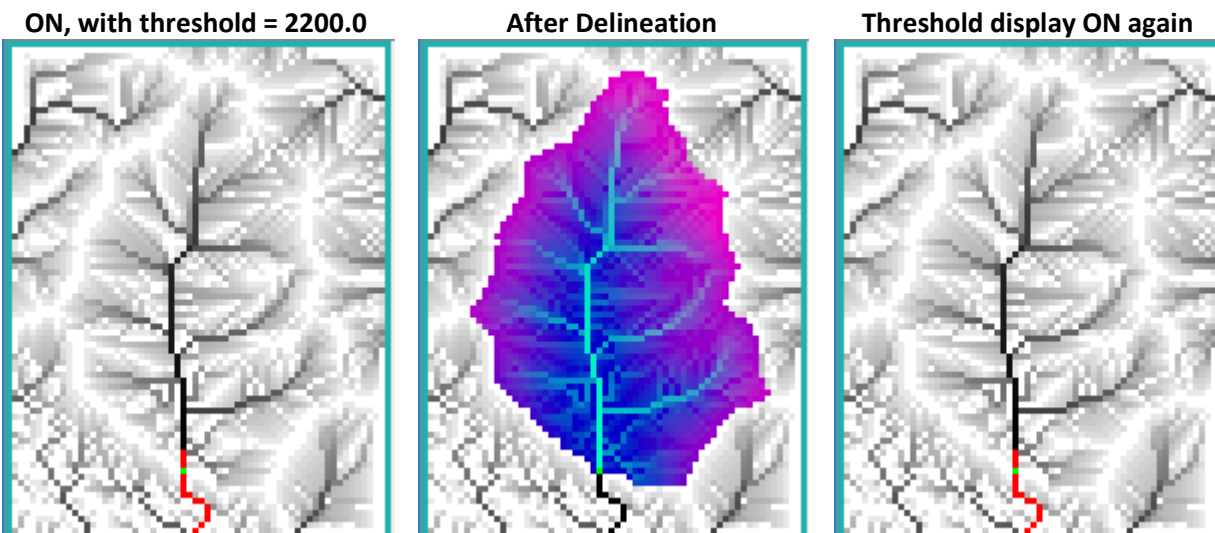 ON, with threshold = 2200.0
After Delineation
Threshold display ON again